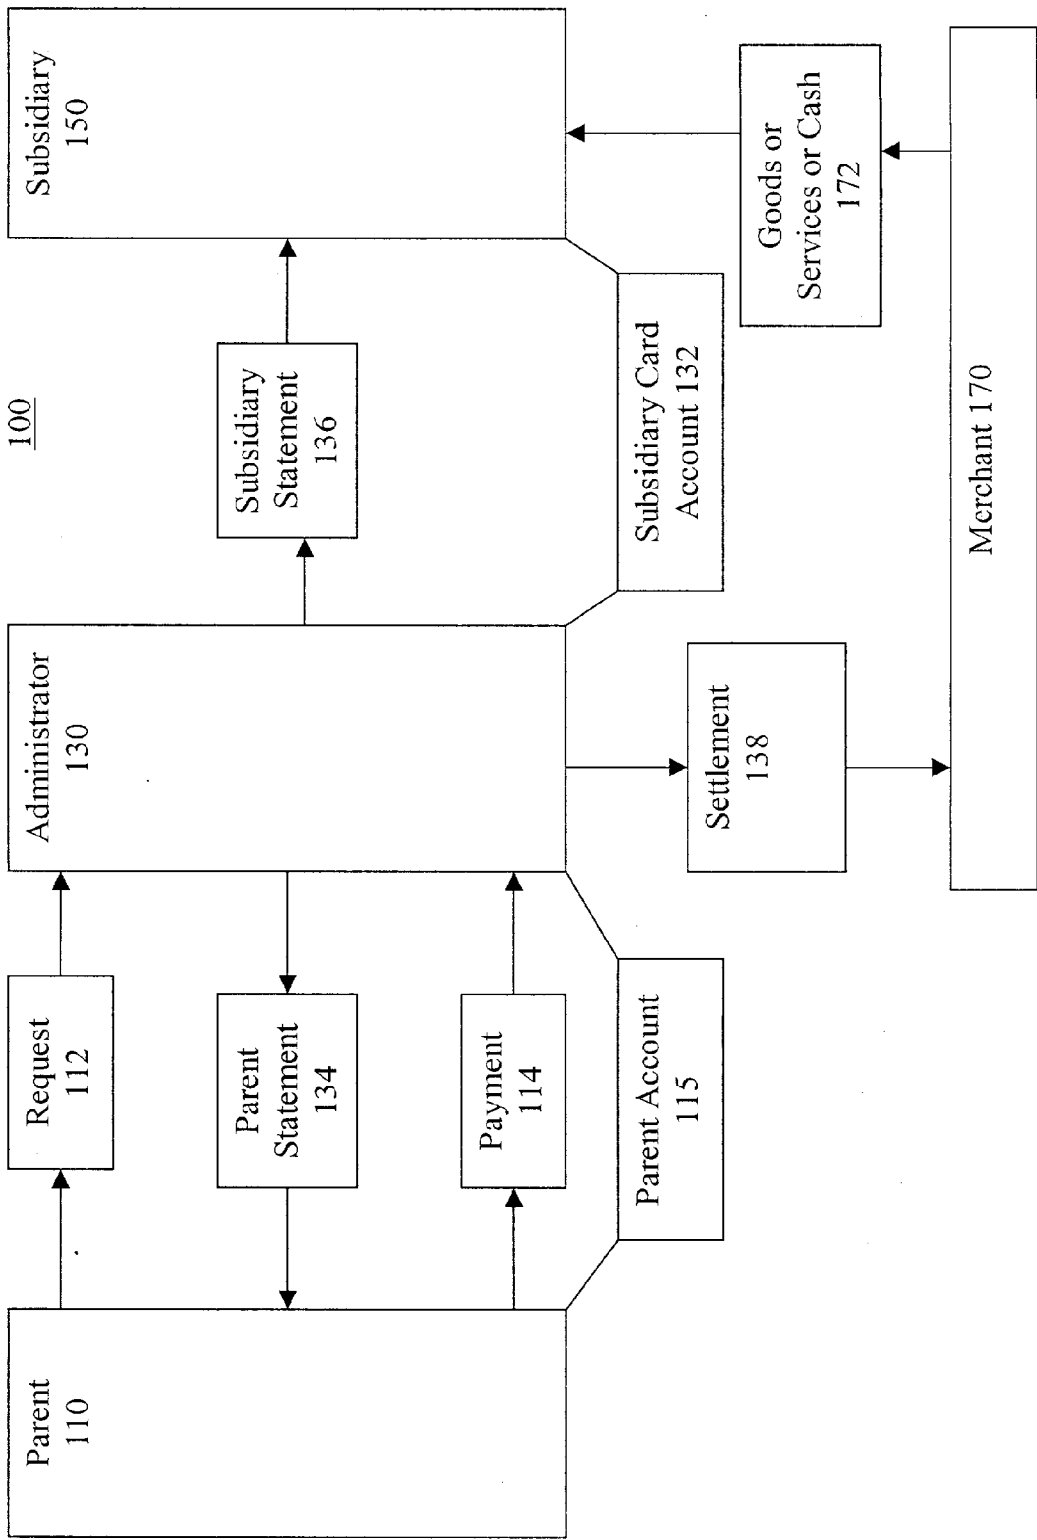 100
Parent
110
Request
112
Parent
Statement
134
Payment
114
Parent Account
115
Administrator
130
Subsidiary
Statement
136
Settlement
138
Subsidiary Card
Account 132
Subsidiary
150
Goods or
Services or Cash
172
Merchant 170